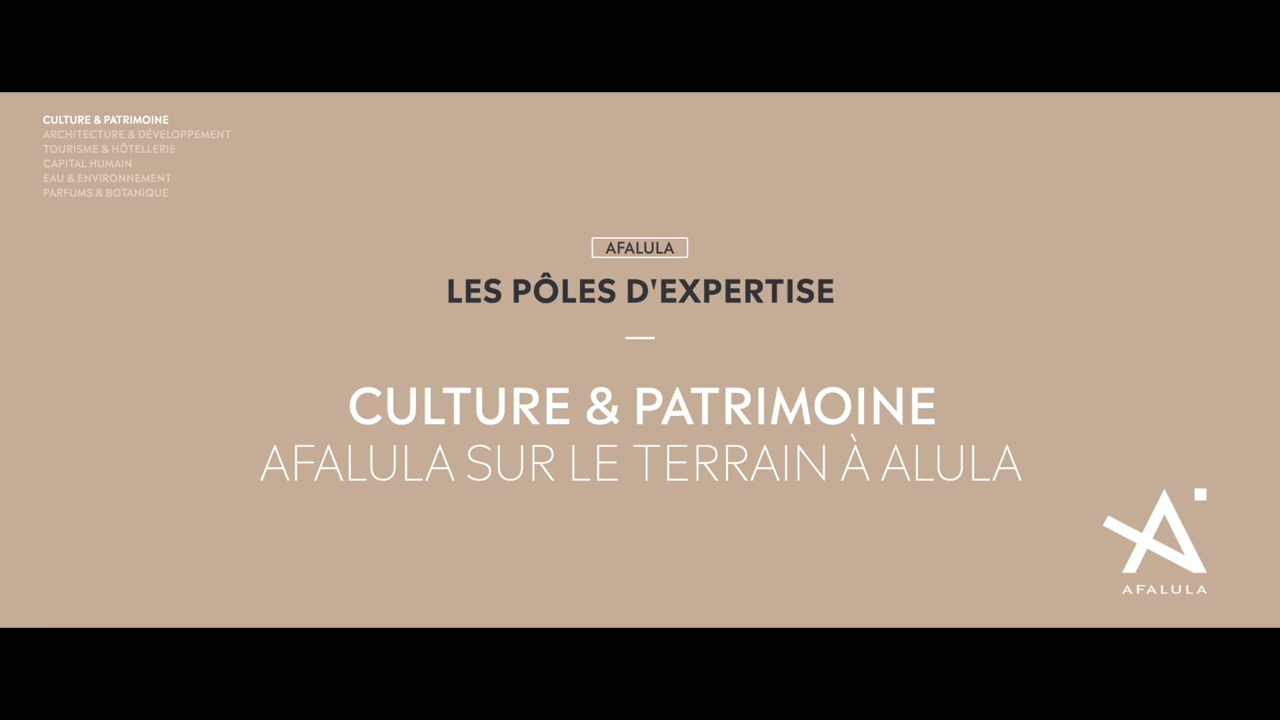 CULTURE & PATRIMOINE
ARCHITECTURE & DÉVELOPPEMENT
TOURISME & HÔTELLERIE
CAPITAL HUMAIN
EAU & ENVIRONNEMENT
PARFUMS & BOTANIQUE
AFALULA
LES PÔLES D'EXPERTISE
CULTURE & PATRIMOINE
AFALULA SUR LE TERRAIN À ALULA
AFALULA